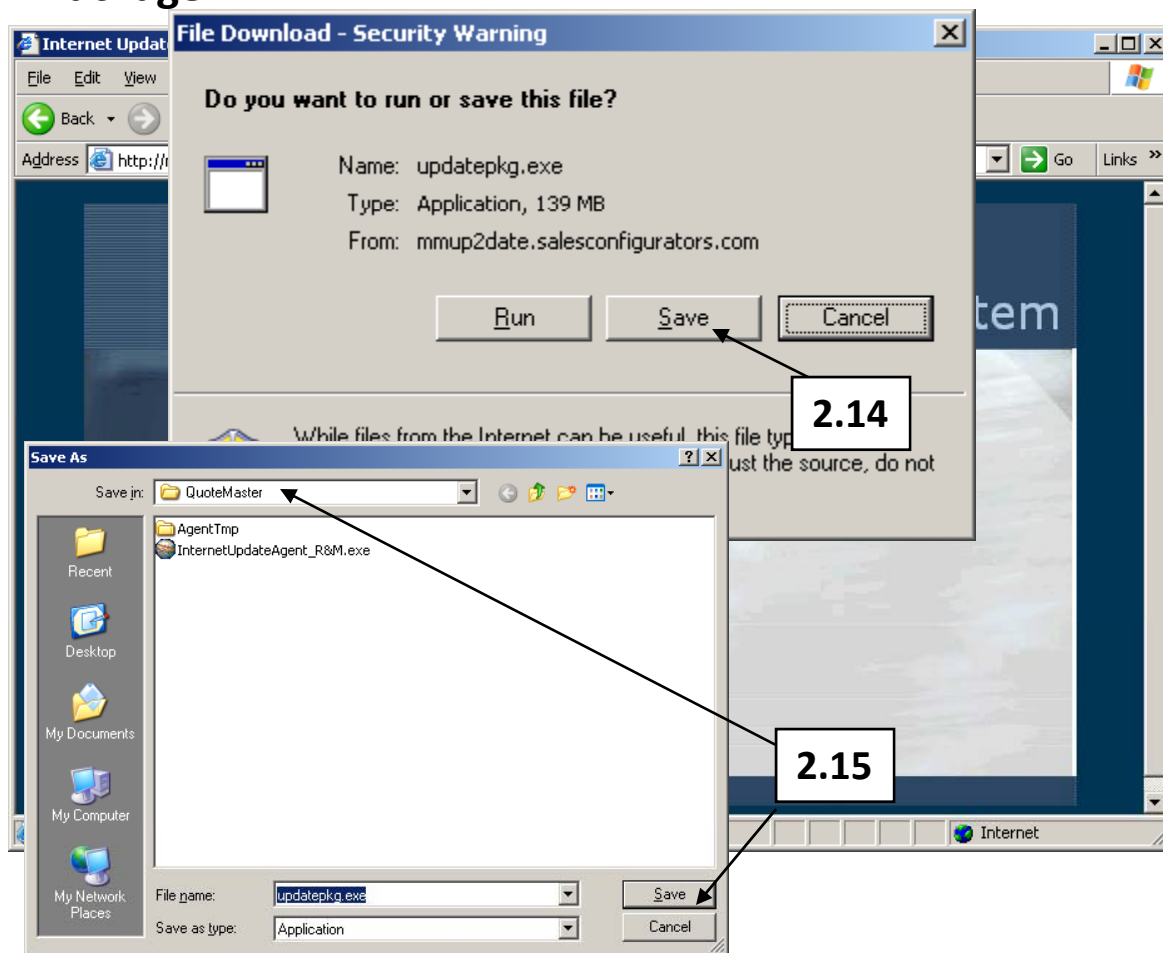 Internet Updat
File Edit View
Back
Address http://
Go Links »
tem
File Download - Security Warning
Do you want to run or save this file?
Name: updatepkg.exe
Type: Application, 139 MB
From: mmup2date.salesconfigurators.com
Run Save Cancel
2.14
While files from the Internet can be useful, this file typ
ust the source, do not
Save As
Save in: QuoteMaster
AgentTmp
InternetUpdateAgent_R&M.exe
Recent
Desktop
My Documents
My Computer
My Network
Places
2.15
File name: updatepkg.exe Save
Save as type: Application Cancel
Internet